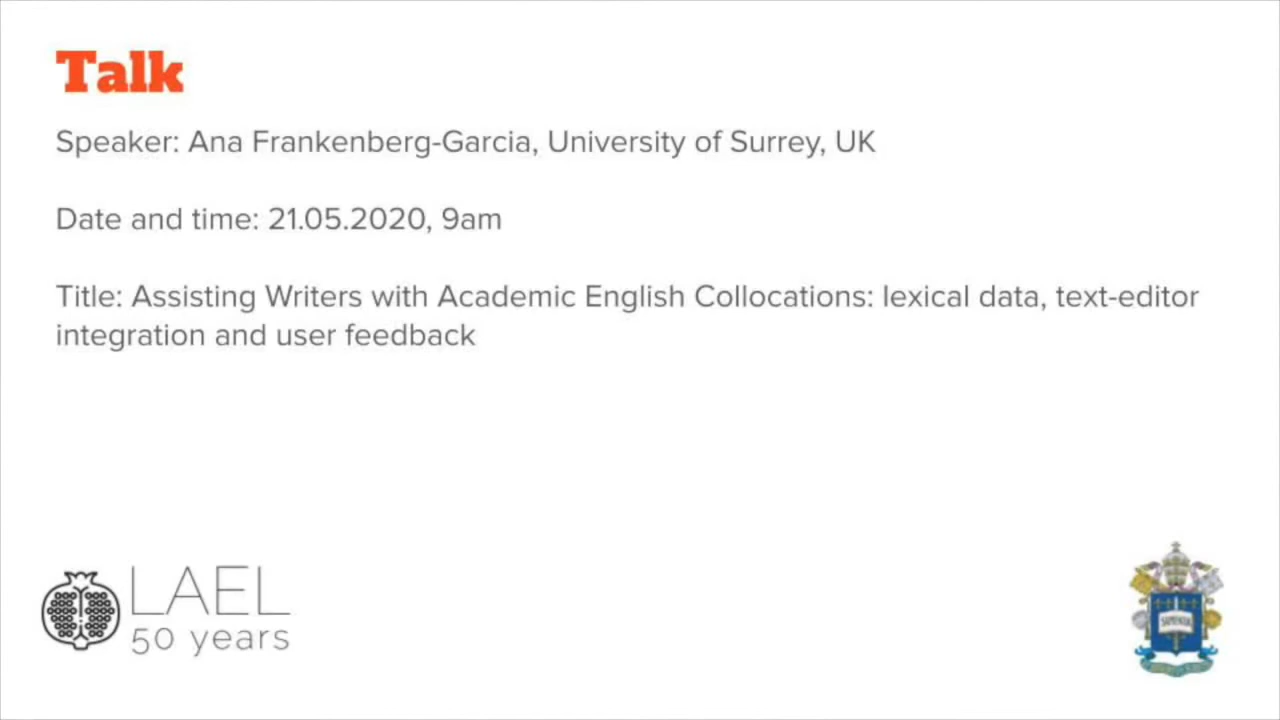 Talk
Speaker: Ana Frankenberg-Garcia, University of Surrey, UK
Date and time: 21.05.2020, 9am
Title: Assisting Writers with Academic English Collocations: lexical data, text-editor
integration and user feedback
LAEL
50 years